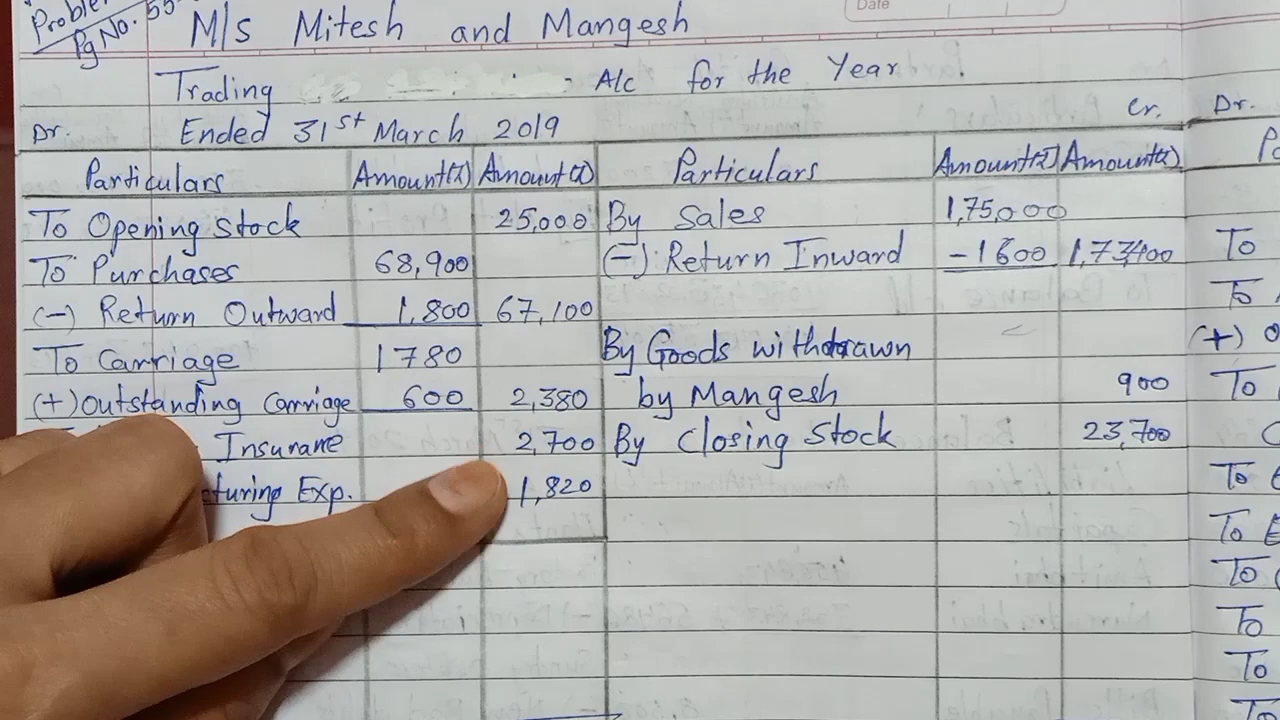 Problem
Pg No. 55
Date
M/s Mitesh and Mangesh
Trading A/c for the Year
Ended 31st March 2019
Dr. Cr. Dr.
Particulars Amount(₹) Amount(₹) Particulars Amount(₹) Amount(₹)
To Opening Stock 25,000 By Sales 1,75,000
To Purchases 68,900 (-) Return Inward -1600 1,73,400 To
(-) Return Outward 1,800 67,100 To
To Carriage 1780 By Goods withdrawn (+)
(+) Outstanding Carriage 600 2,380 by Mangesh 900 To
Insurane 2,700 By Closing Stock 23,700
turing Exp. 1,820 To
To
To
To
To
To